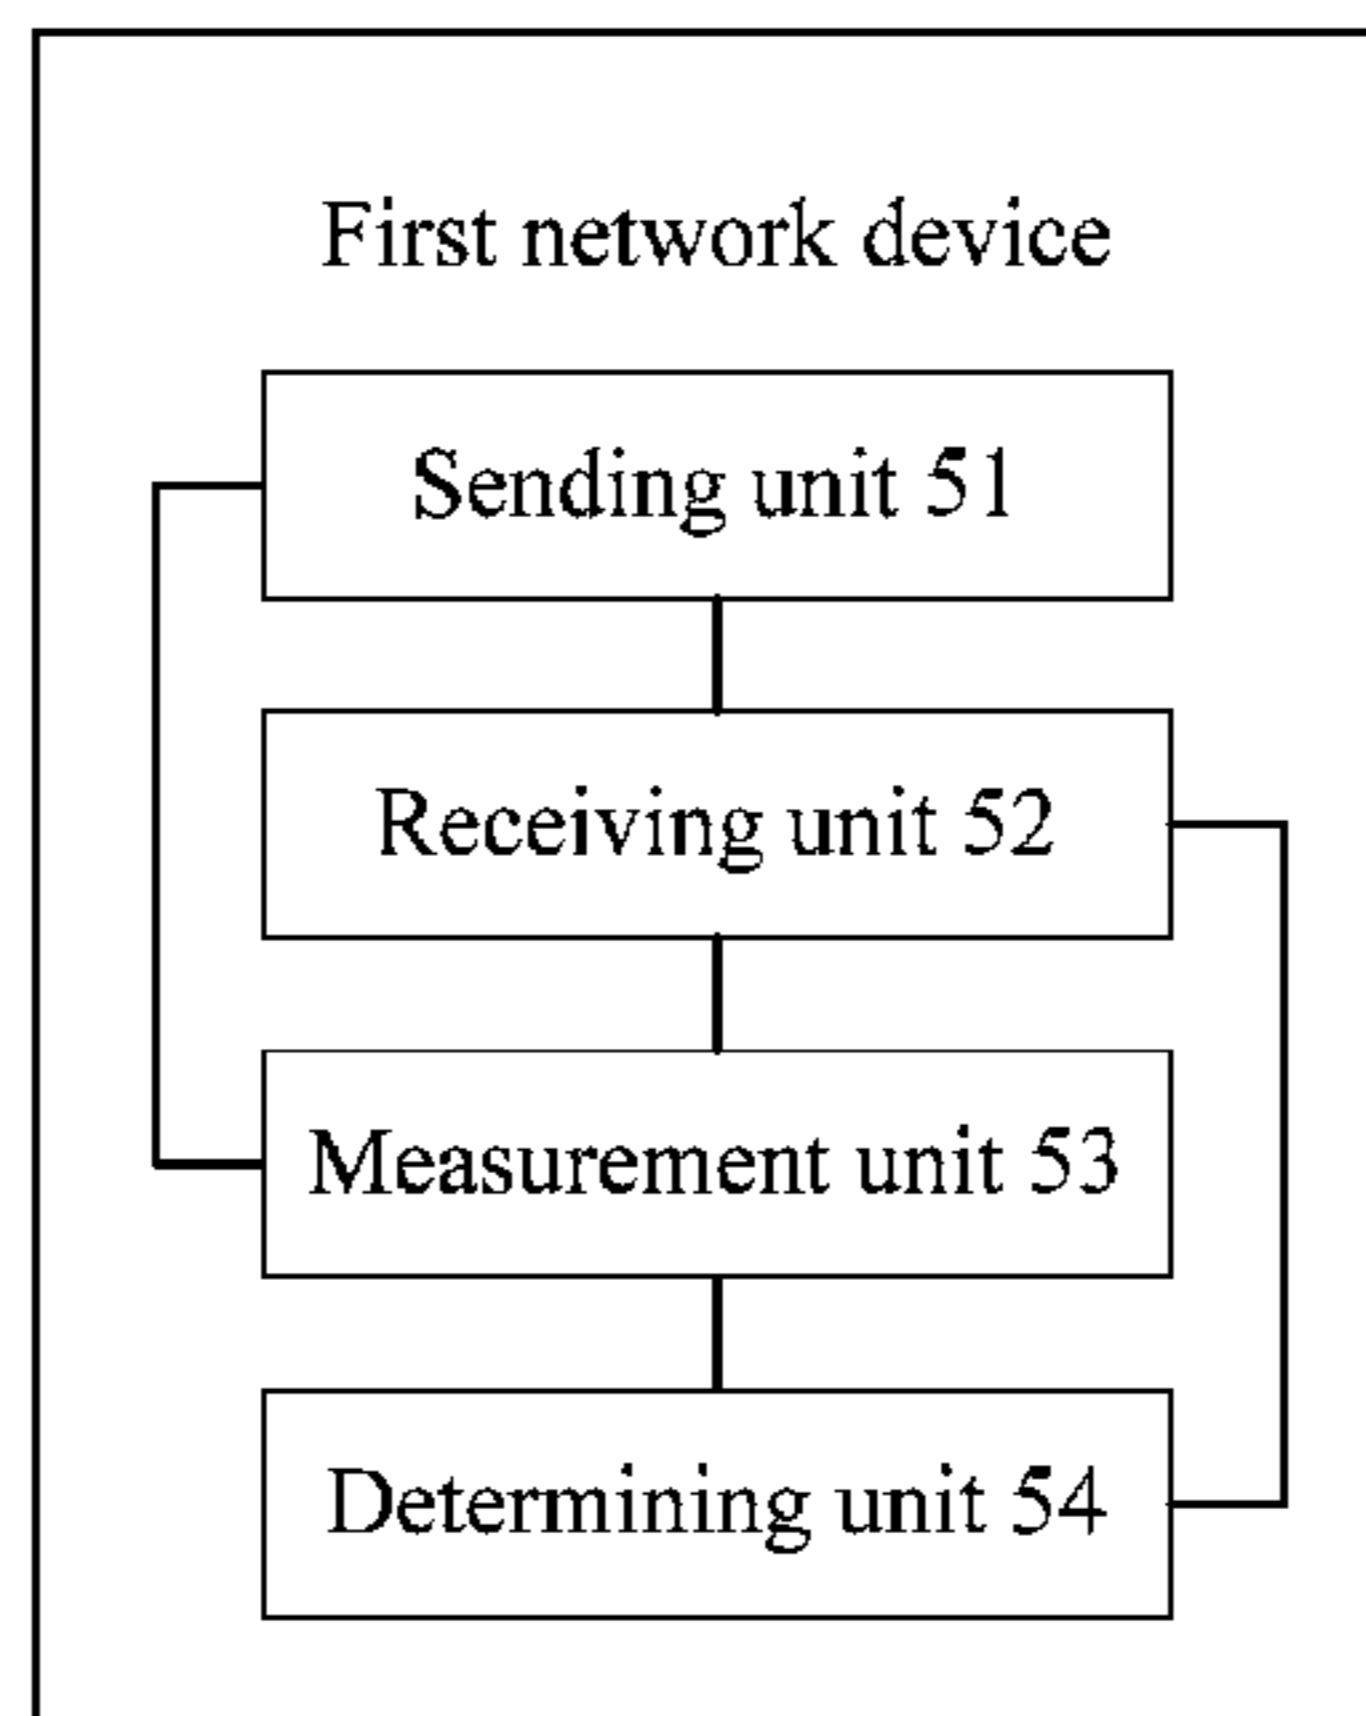 First network device
Sending unit 51
Receiving unit 52
Measurement unit 53
Determining unit 54